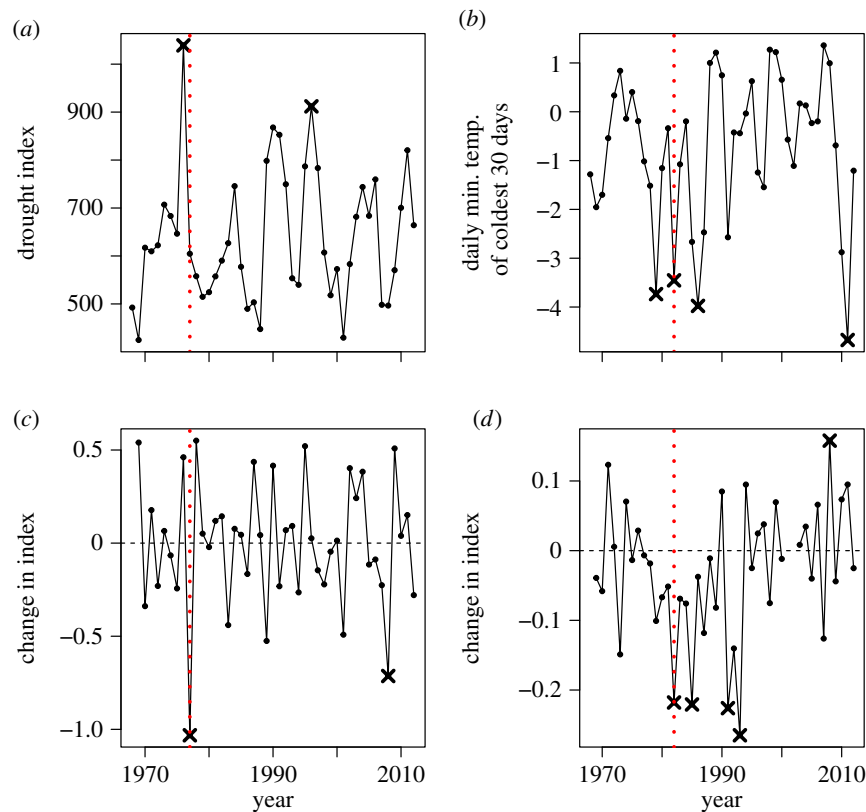 (a)
drought index
900
700
500
(b)
daily min. temp.
of coldest 30 days
1
0
−1
−2
−3
−4
(c)
change in index
0.5
0
−0.5
−1.0
1970
1990
2010
year
(d)
change in index
0.1
0
−0.1
−0.2
1970
1990
2010
year